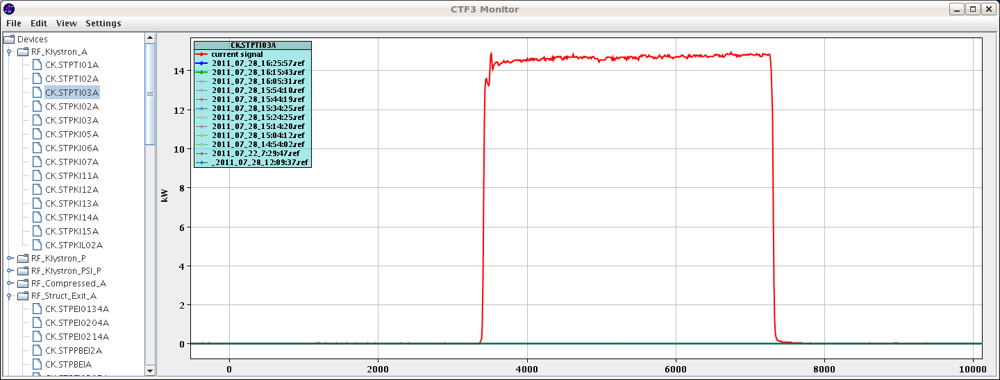 CTF3 Monitor
File Edit View Settings
Devices
RF_Klystron_A
CK.STPTI01A
CK.STPTI02A
CK.STPTI03A
CK.STPKI02A
CK.STPKI03A
CK.STPKI05A
CK.STPKI06A
CK.STPKI07A
CK.STPKI11A
CK.STPKI12A
CK.STPKI13A
CK.STPKI14A
CK.STPKI15A
CK.STPKIL02A
RF_Klystron_P
RF_Klystron_PSI_P
RF_Compressed_A
RF_Struct_Exit_A
CK.STPEI0134A
CK.STPEI0204A
CK.STPEI0214A
CK.STPPBEI2A
CK.STPBEIA
CK.STPTI03A
current signal
2011_07_28_16:25:57.ref
2011_07_28_16:15:43.ref
2011_07_28_16:05:31.ref
2011_07_28_15:54:10.ref
2011_07_28_15:44:19.ref
2011_07_28_15:34:25.ref
2011_07_28_15:24:25.ref
2011_07_28_15:14:20.ref
2011_07_28_15:04:12.ref
2011_07_28_14:54:02.ref
2011_07_22_7:29:47.ref
_2011_07_28_12:09:37.ref
kW
14
12
10
8
6
4
2
0
0 2000 4000 6000 8000 10000